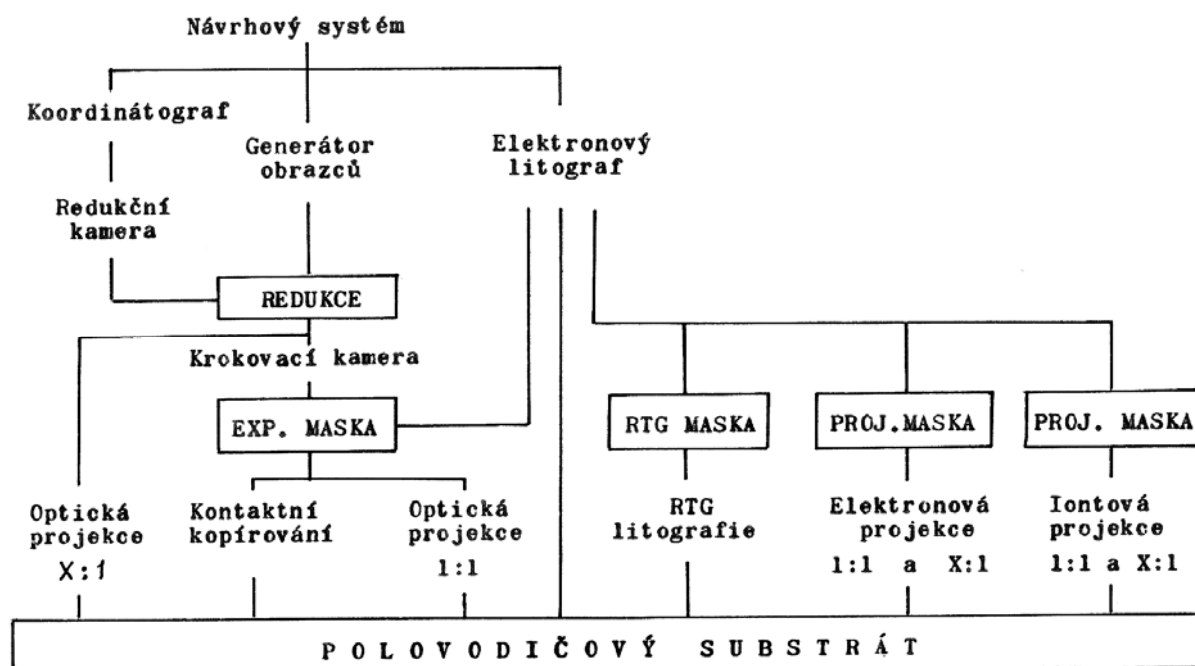 Návrhový systém
Koordinátograf
Generátor
obrazců
Elektronový
litograf
Redukční
kamera
REDUKCE
Krokovací kamera
EXP. MASKA
RTG MASKA
PROJ.MASKA
PROJ. MASKA
Optická
projekce
X:1
Kontaktní
kopírování
Optická
projekce
1:1
RTG
litografie
Elektronová
projekce
1:1 a X:1
Iontová
projekce
1:1 a X:1
POLOVODIČOVÝ SUBSTRÁT